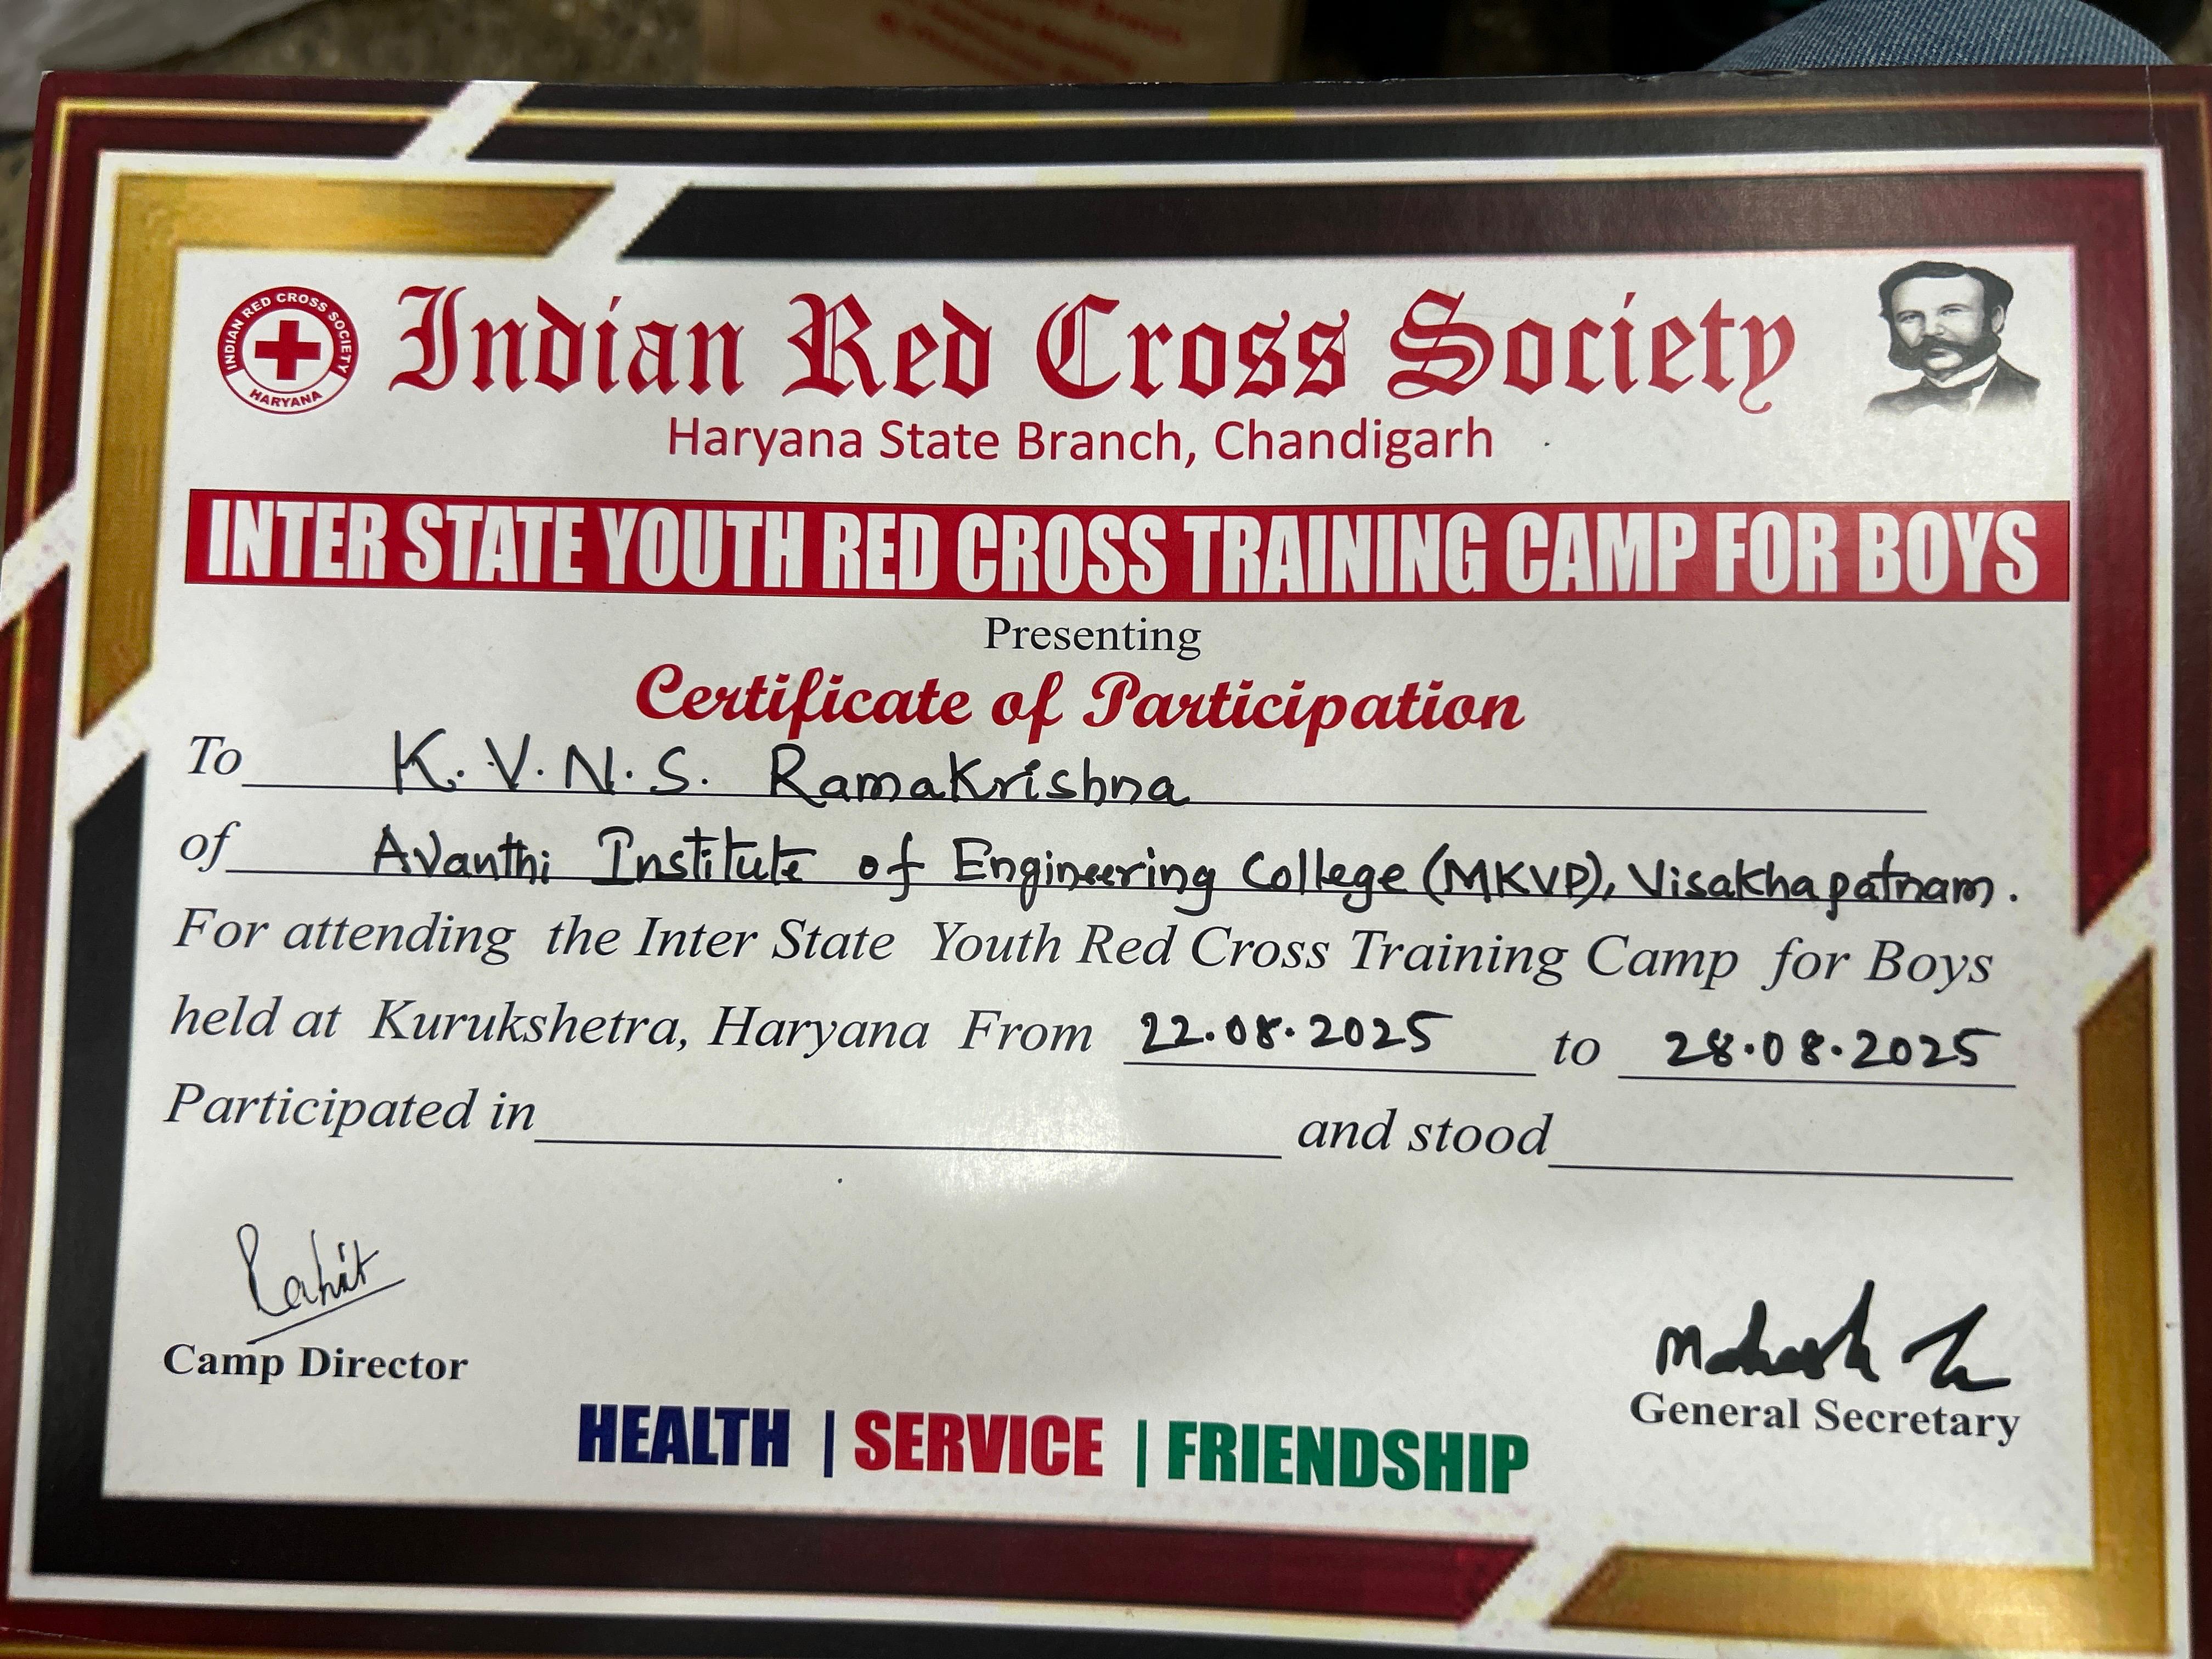 INDIAN RED CROSS SOCIETY
HARYANA
Indian Red Cross Society
Haryana State Branch, Chandigarh
INTER STATE YOUTH RED CROSS TRAINING CAMP FOR BOYS
Presenting
Certificate of Participation
To K. V. N. S. Ramakrishna
of Avanthi Institute of Engineering College (MKVP), Visakhapatnam.
For attending the Inter State Youth Red Cross Training Camp for Boys
held at Kurukshetra, Haryana From 22.08.2025 to 28.08.2025
Participated in and stood
Camp Director
General Secretary
HEALTH | SERVICE | FRIENDSHIP